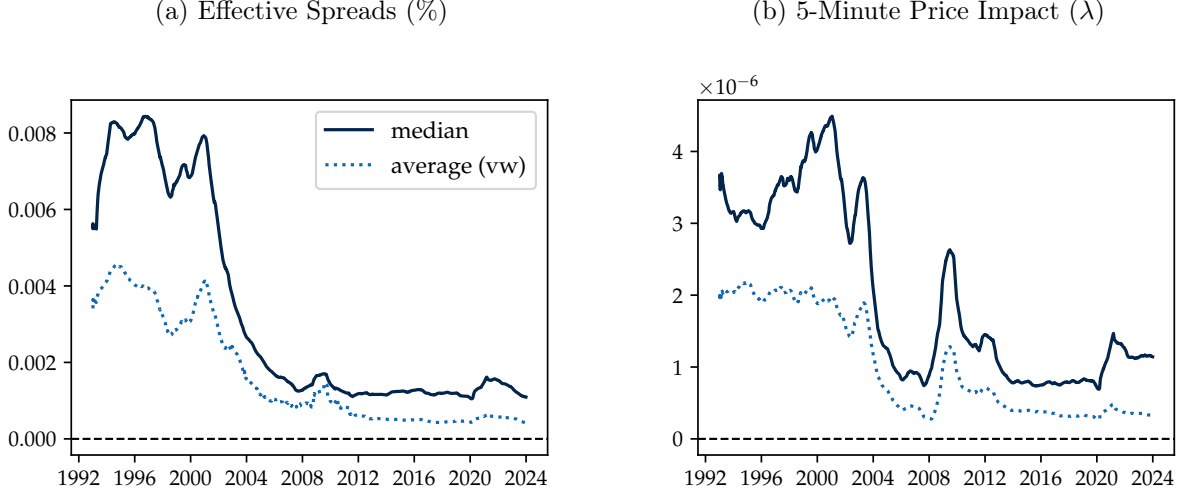 (a) Effective Spreads (%)
0.008
0.006
0.004
0.002
0.000
median
average (vw)
1992 1996 2000 2004 2008 2012 2016 2020 2024
(b) 5-Minute Price Impact (λ)
×10−6
4
3
2
1
0
1992 1996 2000 2004 2008 2012 2016 2020 2024